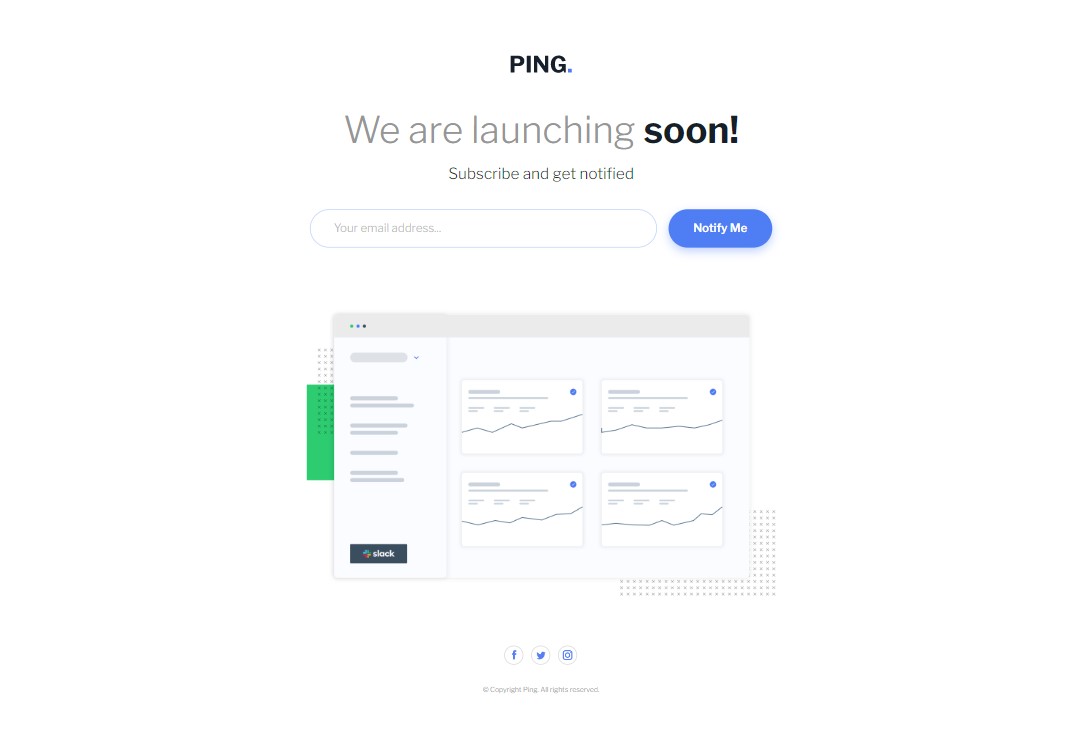 PING.
We are launching soon!
Subscribe and get notified
Your email address...
Notify Me
slack
© Copyright Ping. All rights reserved.